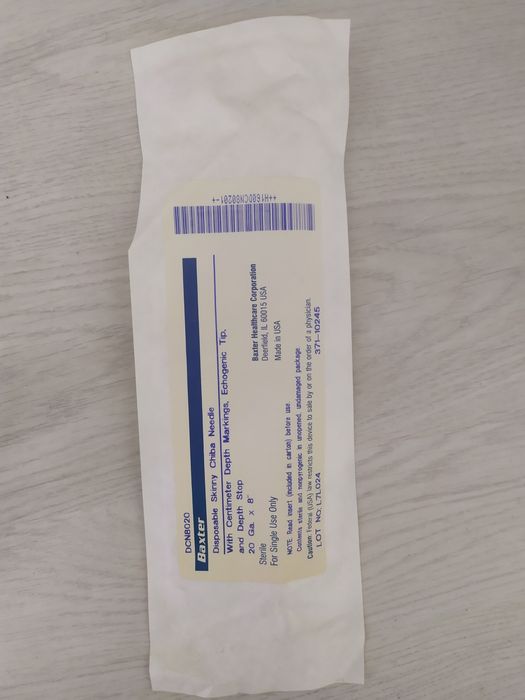 DCN8020
Baxter
Disposable Skinny Chiba Needle
With Centimeter Depth Markings, Echogenic Tip,
and Depth Stop
20 Ga. x 8"
Sterile
For Single Use Only
Baxter Healthcare Corporation
Deerfield, IL 60015 USA
Made in USA
NOTE: Read insert (included in carton) before use.
Contents sterile and nonpyrogenic in unopened, undamaged package.
Caution: Federal (USA) law restricts this device to sale by or on the order of a physician.
LOT NO. L7L024 371-10245
++H160DCN80201-+